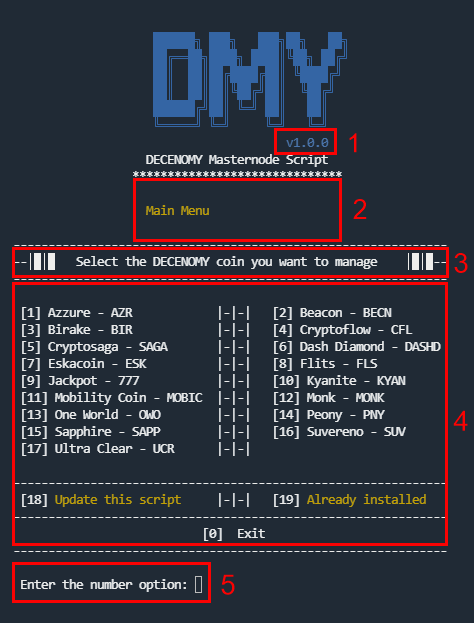 DMY
v1.0.0 1
DECENOMY Masternode Script
******************************
Main Menu 2
--|█|█| Select the DECENOMY coin you want to manage |█|█|-- 3
[1] Azzure - AZR |-|-| [2] Beacon - BECN
[3] Birake - BIR |-|-| [4] Cryptoflow - CFL
[5] Cryptosaga - SAGA |-|-| [6] Dash Diamond - DASHD
[7] Eskacoin - ESK |-|-| [8] Flits - FLS
[9] Jackpot - 777 |-|-| [10] Kyanite - KYAN
[11] Mobility Coin - MOBIC |-|-| [12] Monk - MONK
[13] One World - OWO |-|-| [14] Peony - PNY
[15] Sapphire - SAPP |-|-| [16] Suvereno - SUV
[17] Ultra Clear - UCR |-|-|
4
[18] Update this script |-|-| [19] Already installed
[0] Exit
Enter the number option: 5